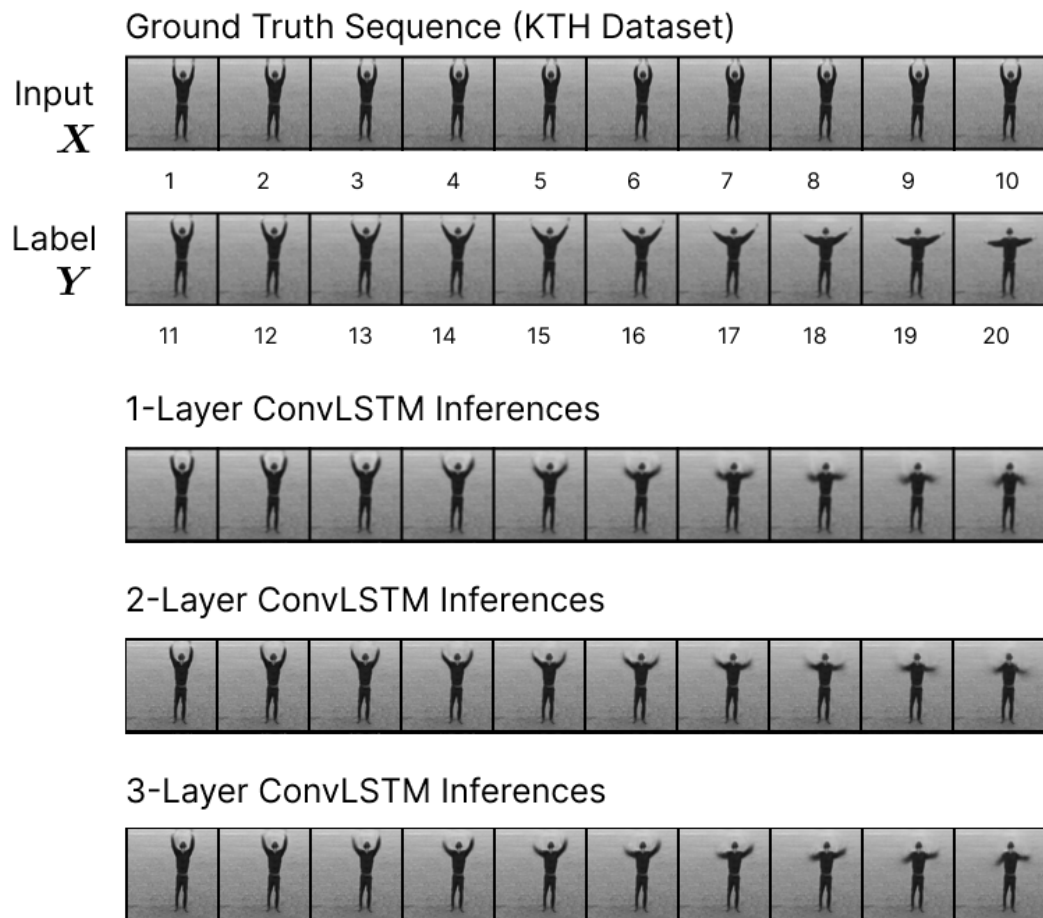 Ground Truth Sequence (KTH Dataset)
Input
X
1 2 3 4 5 6 7 8 9 10
Label
Y
11 12 13 14 15 16 17 18 19 20
1-Layer ConvLSTM Inferences
2-Layer ConvLSTM Inferences
3-Layer ConvLSTM Inferences